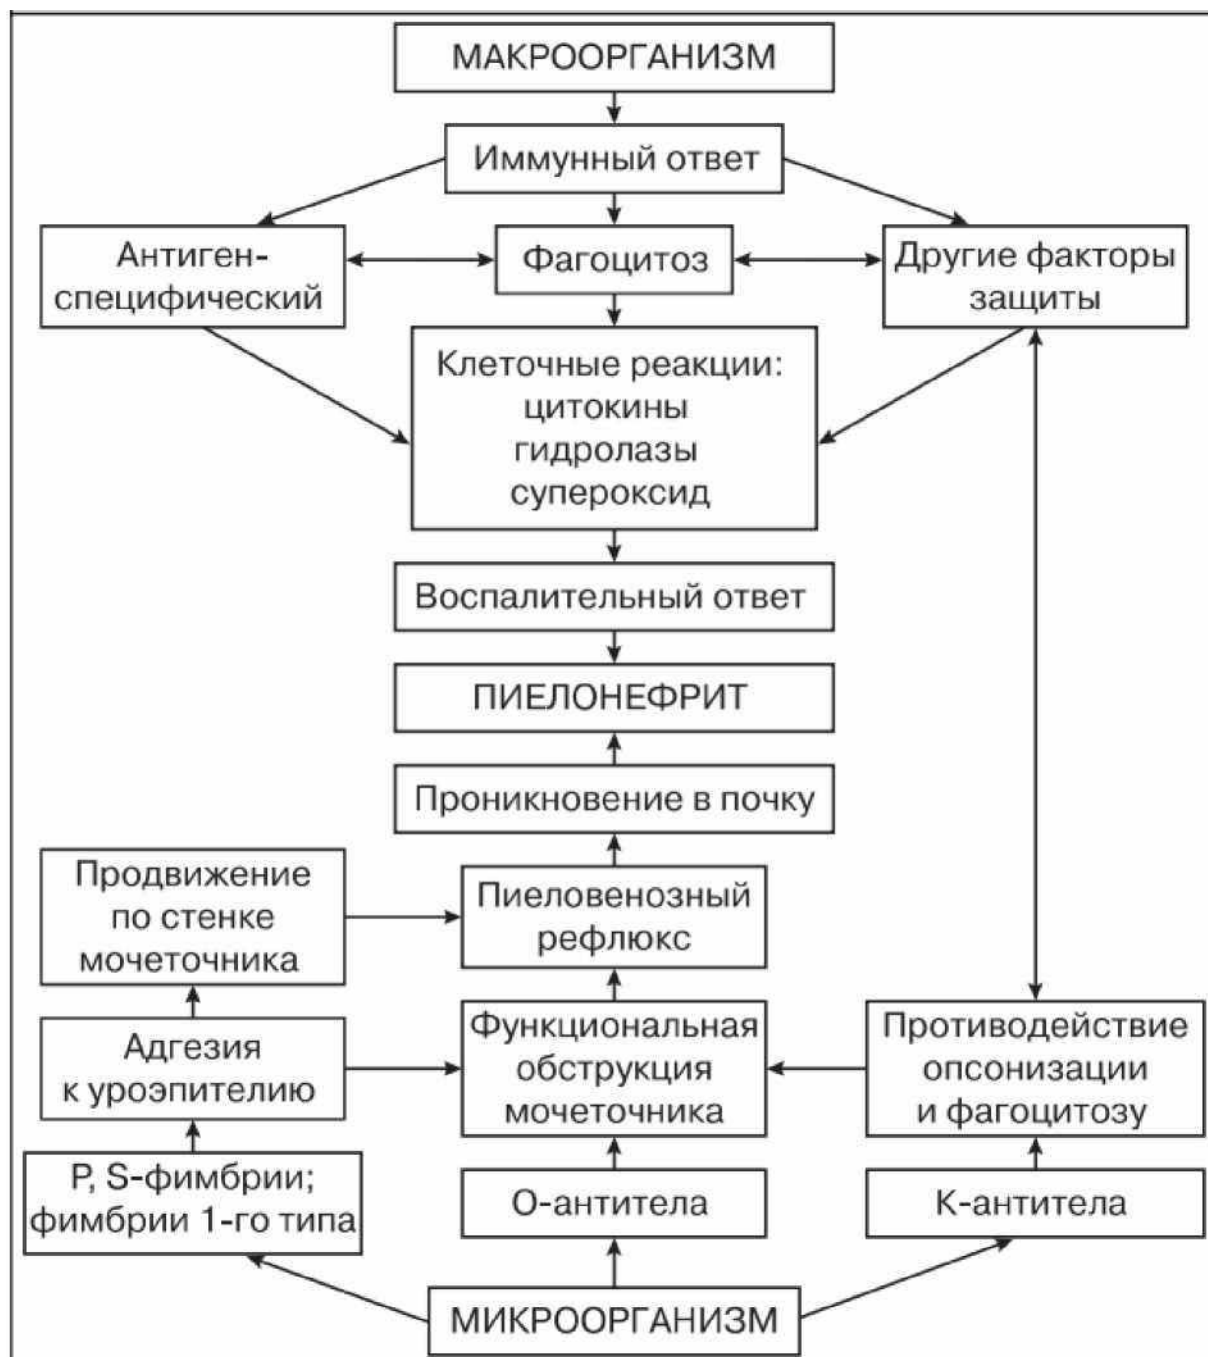 МАКРООРГАНИЗМ
Иммунный ответ
Антиген-
специфический
Фагоцитоз
Другие факторы
защиты
Клеточные реакции:
цитокины
гидролазы
супероксид
Воспалительный ответ
ПИЕЛОНЕФРИТ
Проникновение в почку
Продвижение
по стенке
мочеточника
Пиеловенозный
рефлюкс
Адгезия
к уроэпителию
Функциональная
обструкция
мочеточника
Противодействие
опсонизации
и фагоцитозу
P, S-фимбрии;
фимбрии 1-го типа
О-антитела
К-антитела
МИКРООРГАНИЗМ